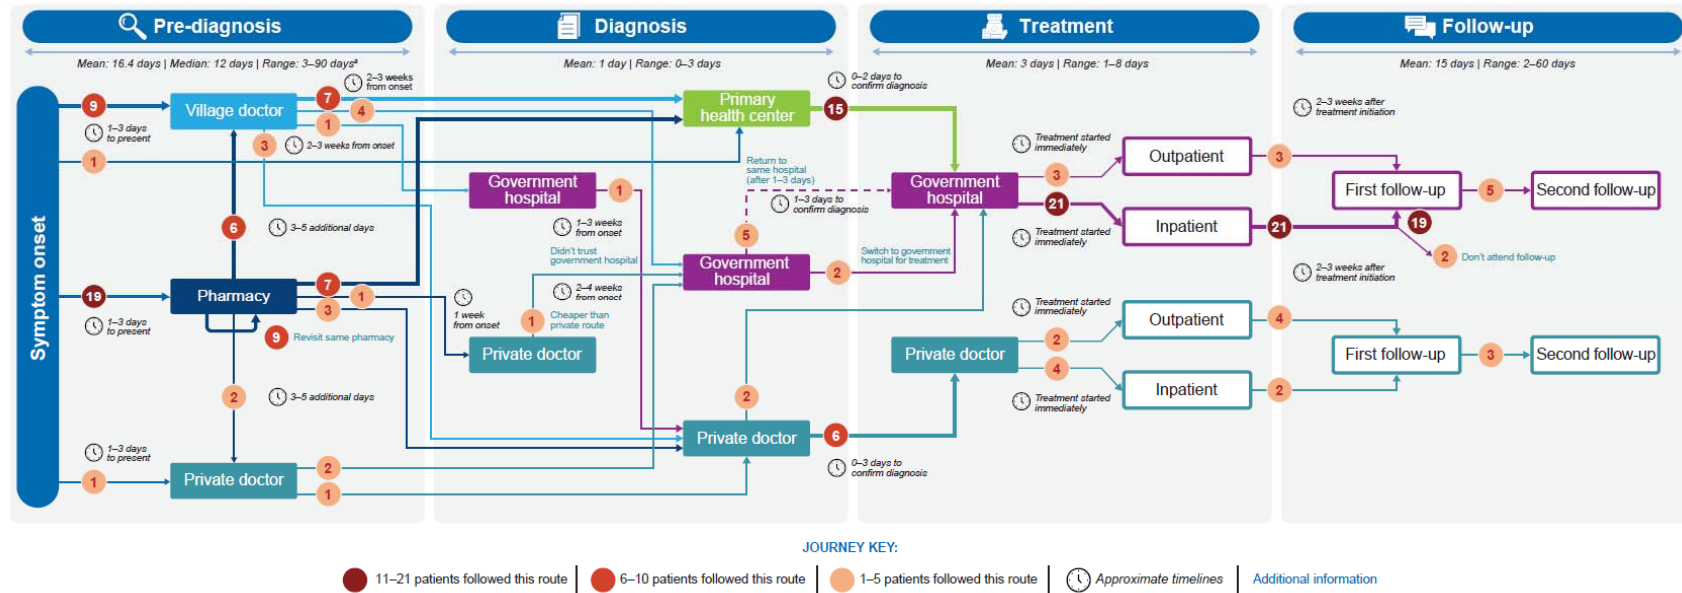 Pre-diagnosis
Diagnosis
Treatment
Follow-up
Mean: 16.4 days | Median: 12 days | Range: 3–90 daysᵃ
Mean: 1 day | Range: 0–3 days
Mean: 3 days | Range: 1–8 days
Mean: 15 days | Range: 2–60 days
Symptom onset
9
1–3 days
to present
Village doctor
7
2–3 weeks
from onset
4
1
3
2–3 weeks from onset
1
6
3–5 additional days
19
1–3 days
to present
Pharmacy
7
1
3
9
Revisit same pharmacy
2
3–5 additional days
1–3 days
to present
1
Private doctor
2
1
Primary
health center
15
0–2 days to
confirm diagnosis
Government
hospital
1
1–3 weeks
from onset
Return to
same hospital
(after 1–3 days)
1–3 days to
confirm diagnosis
5
Didn't trust
government hospital
Government
hospital
2
Switch to government
hospital for treatment
2–4 weeks
from onset
1
Cheaper than
private route
1 week
from onset
Private doctor
2
Private doctor
6
0–3 days to
confirm diagnosis
Government
hospital
Treatment started
immediately
3
Outpatient
21
Treatment started
immediately
Inpatient
Treatment started
immediately
Private doctor
2
Outpatient
4
Treatment started
immediately
Inpatient
2–3 weeks after
treatment initiation
3
First follow-up
5
Second follow-up
21
19
2
Don't attend follow-up
2–3 weeks after
treatment initiation
4
First follow-up
3
Second follow-up
2
JOURNEY KEY:
11–21 patients followed this route
6–10 patients followed this route
1–5 patients followed this route
Approximate timelines
Additional information